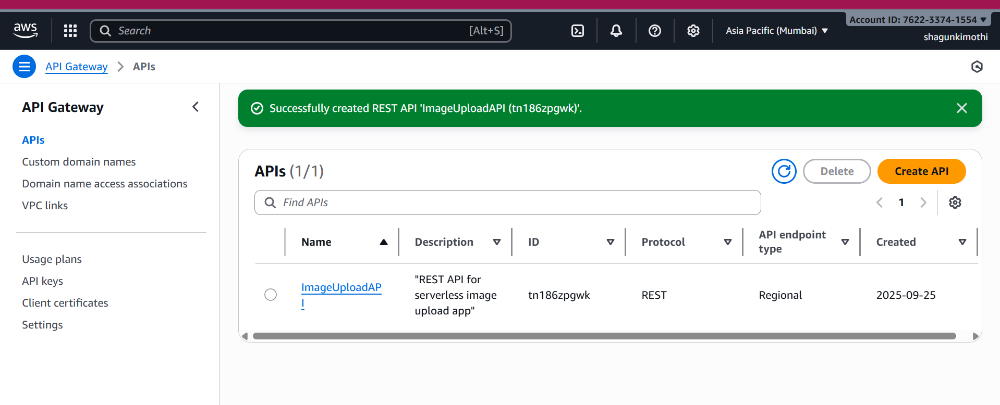 aws
Search
[Alt+S]
Asia Pacific (Mumbai)
Account ID: 7622-3374-1554
shagunkimothi
API Gateway
APIs
API Gateway
APIs
Custom domain names
Domain name access associations
VPC links
Usage plans
API keys
Client certificates
Settings
Successfully created REST API 'ImageUploadAPI (tn186zpgwk)'.
APIs (1/1)
Delete
Create API
Find APIs
1
Name
Description
ID
Protocol
API endpoint
type
Created
ImageUploadAP
I
"REST API for
serverless image
upload app"
tn186zpgwk
REST
Regional
2025-09-25